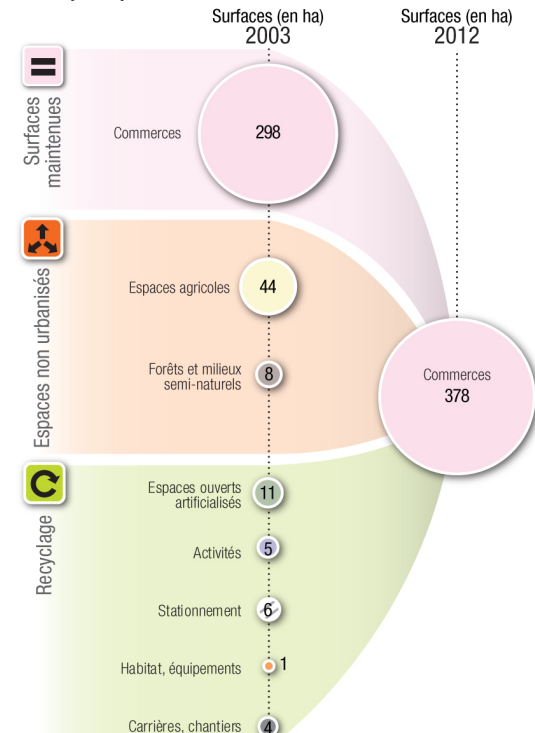 Surfaces (en ha)
2003
Surfaces (en ha)
2012
Surfaces
maintenues
Commerces
298
Espaces non urbanisés
Espaces agricoles
44
Forêts et milieux
semi-naturels
8
Commerces
378
Recyclage
Espaces ouverts
artificialisés
11
Activités
5
Stationnement
6
Habitat, équipements
1
Carrières, chantiers
4